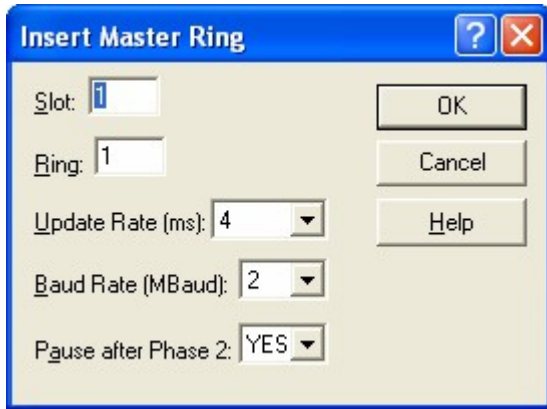 Insert Master Ring
Slot: 1
OK
Ring: 1
Cancel
Update Rate (ms): 4
Help
Baud Rate (MBaud): 2
Pause after Phase 2: YES